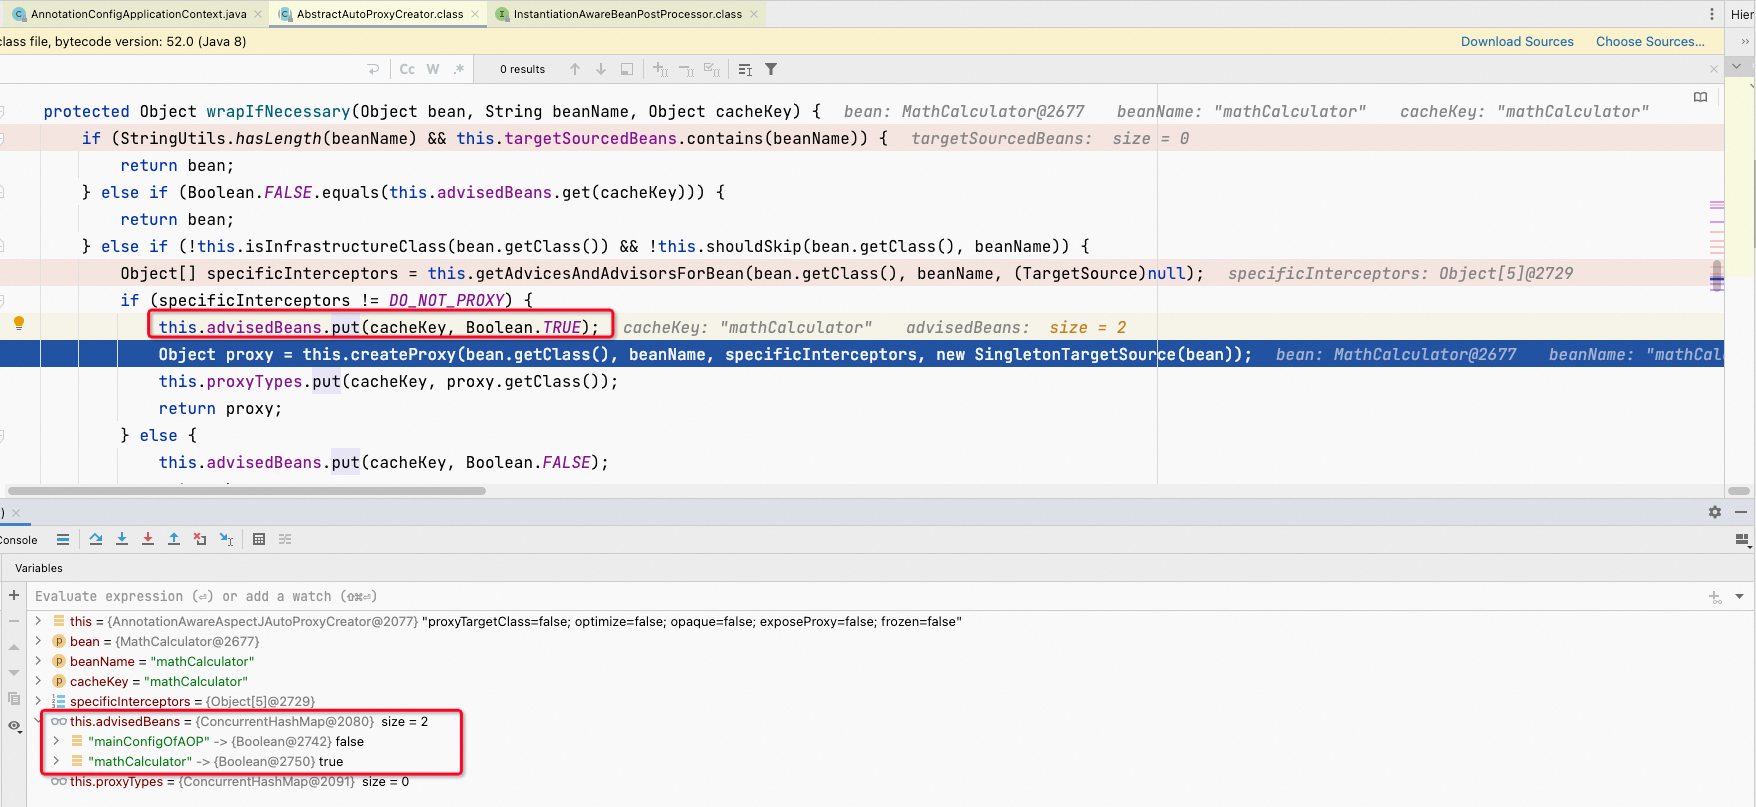 AnnotationConfigApplicationContext.java
AbstractAutoProxyCreator.class
InstantiationAwareBeanPostProcessor.class
Hier
class file, bytecode version: 52.0 (Java 8)
Download Sources
Choose Sources...
Cc
W
.*
0 results
protected Object wrapIfNecessary(Object bean, String beanName, Object cacheKey) { bean: MathCalculator@2677 beanName: "mathCalculator" cacheKey: "mathCalculator"
if (StringUtils.hasLength(beanName) && this.targetSourcedBeans.contains(beanName)) { targetSourcedBeans: size = 0
return bean;
} else if (Boolean.FALSE.equals(this.advisedBeans.get(cacheKey))) {
return bean;
} else if (!this.isInfrastructureClass(bean.getClass()) && !this.shouldSkip(bean.getClass(), beanName)) {
Object[] specificInterceptors = this.getAdvicesAndAdvisorsForBean(bean.getClass(), beanName, (TargetSource)null); specificInterceptors: Object[5]@2729
if (specificInterceptors != DO_NOT_PROXY) {
this.advisedBeans.put(cacheKey, Boolean.TRUE); cacheKey: "mathCalculator" advisedBeans: size = 2
Object proxy = this.createProxy(bean.getClass(), beanName, specificInterceptors, new SingletonTargetSource(bean)); bean: MathCalculator@2677 beanName: "mathCal
this.proxyTypes.put(cacheKey, proxy.getClass());
return proxy;
} else {
this.advisedBeans.put(cacheKey, Boolean.FALSE);
)
Console
Variables
Evaluate expression (⏎) or add a watch (⇧⌘⏎)
this = {AnnotationAwareAspectJAutoProxyCreator@2077} "proxyTargetClass=false; optimize=false; opaque=false; exposeProxy=false; frozen=false"
p bean = {MathCalculator@2677}
p beanName = "mathCalculator"
p cacheKey = "mathCalculator"
specificInterceptors = {Object[5]@2729}
this.advisedBeans = {ConcurrentHashMap@2080} size = 2
"mainConfigOfAOP" -> {Boolean@2742} false
"mathCalculator" -> {Boolean@2750} true
this.proxyTypes = {ConcurrentHashMap@2091} size = 0